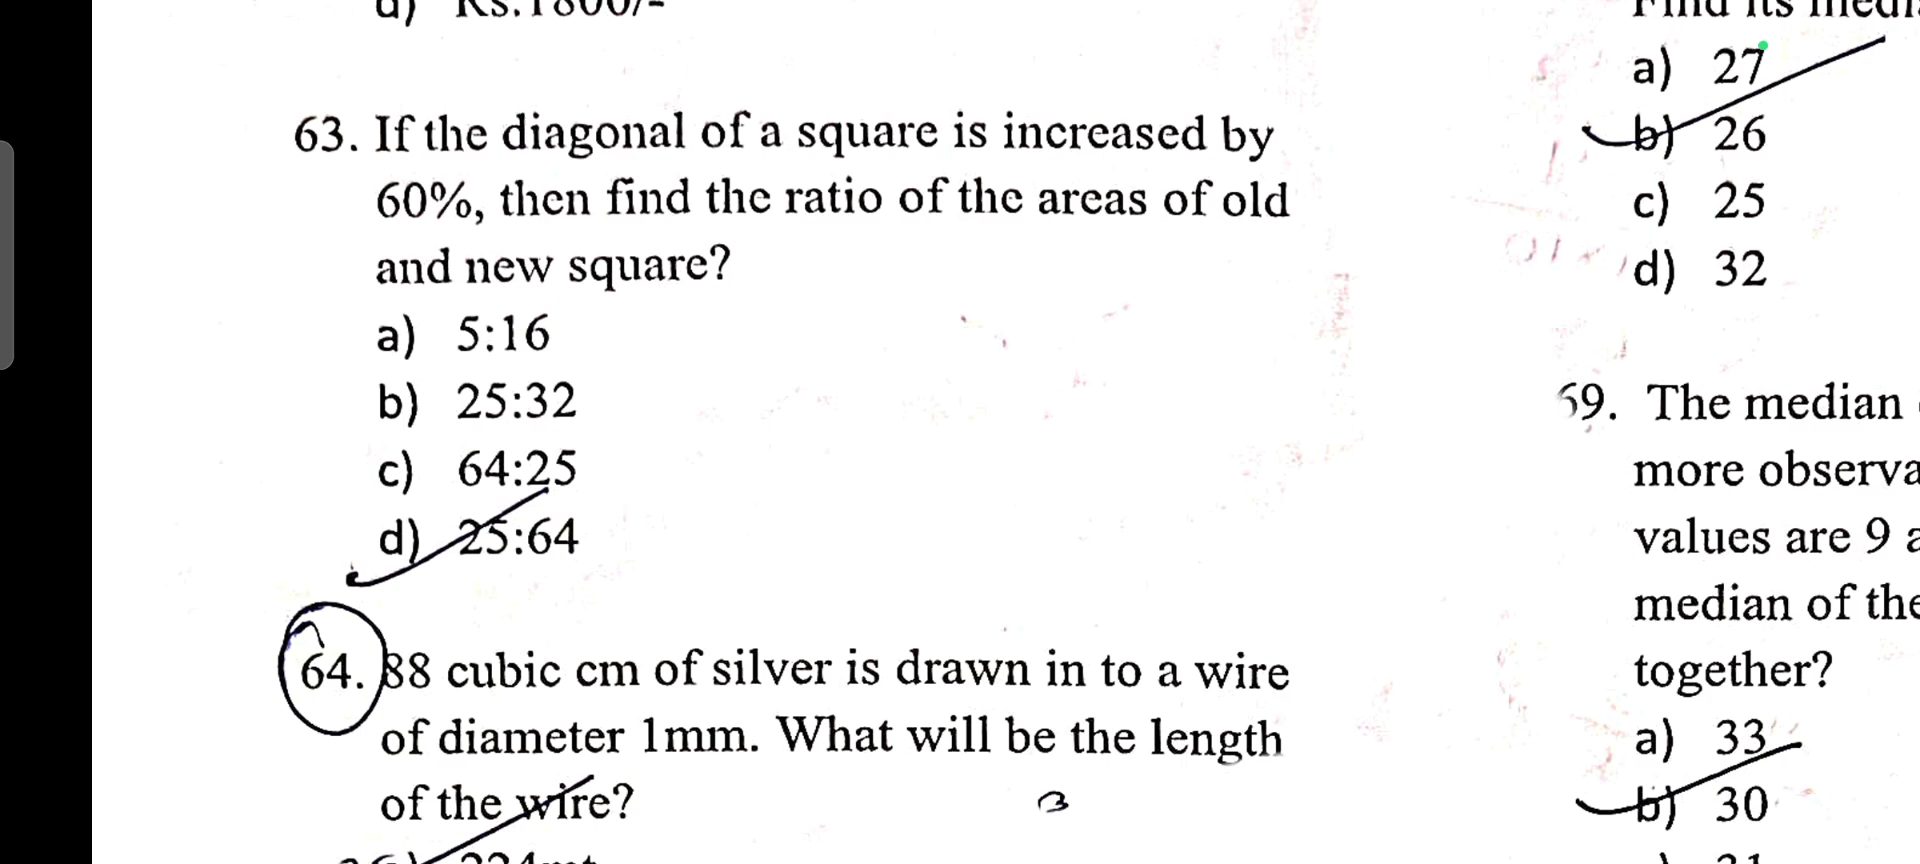 63. If the diagonal of a square is increased by
60%, then find the ratio of the areas of old
and new square?
a) 5:16
b) 25:32
c) 64:25
d) 25:64
64. 88 cubic cm of silver is drawn in to a wire
of diameter 1mm. What will be the length
of the wire?
a) 27
b) 26
c) 25
d) 32
69. The median
more observa
values are 9 a
median of the
together?
a) 33
b) 30